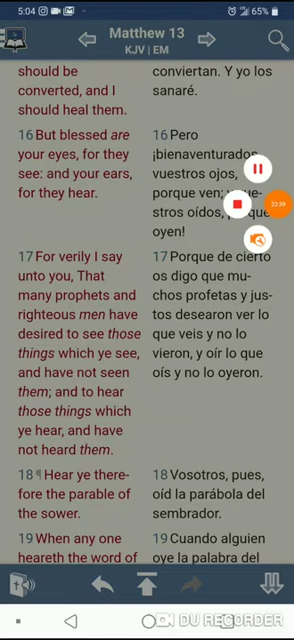 5:04
65%
Matthew 13
KJV | EM
should be
converted, and I
should heal them.
16 But blessed are
your eyes, for they
see: and your ears,
for they hear.
17 For verily I say
unto you, That
many prophets and
righteous men have
desired to see those
things which ye see,
and have not seen
them; and to hear
those things which
ye hear, and have
not heard them.
18 ¶ Hear ye there-
fore the parable of
the sower.
19 When any one
heareth the word of
conviertan. Y yo los
sanaré.
16 Pero
¡bienaventurados
vuestros ojos,
porque ven;
stros oídos,
oyen!
17 Porque de cierto
os digo que mu-
chos profetas y jus-
tos desearon ver lo
que veis y no lo
vieron, y oír lo que
oís y no lo oyeron.
18 Vosotros, pues,
oíd la parábola del
sembrador.
19 Cuando alguien
oye la palabra del
DU RECORDER